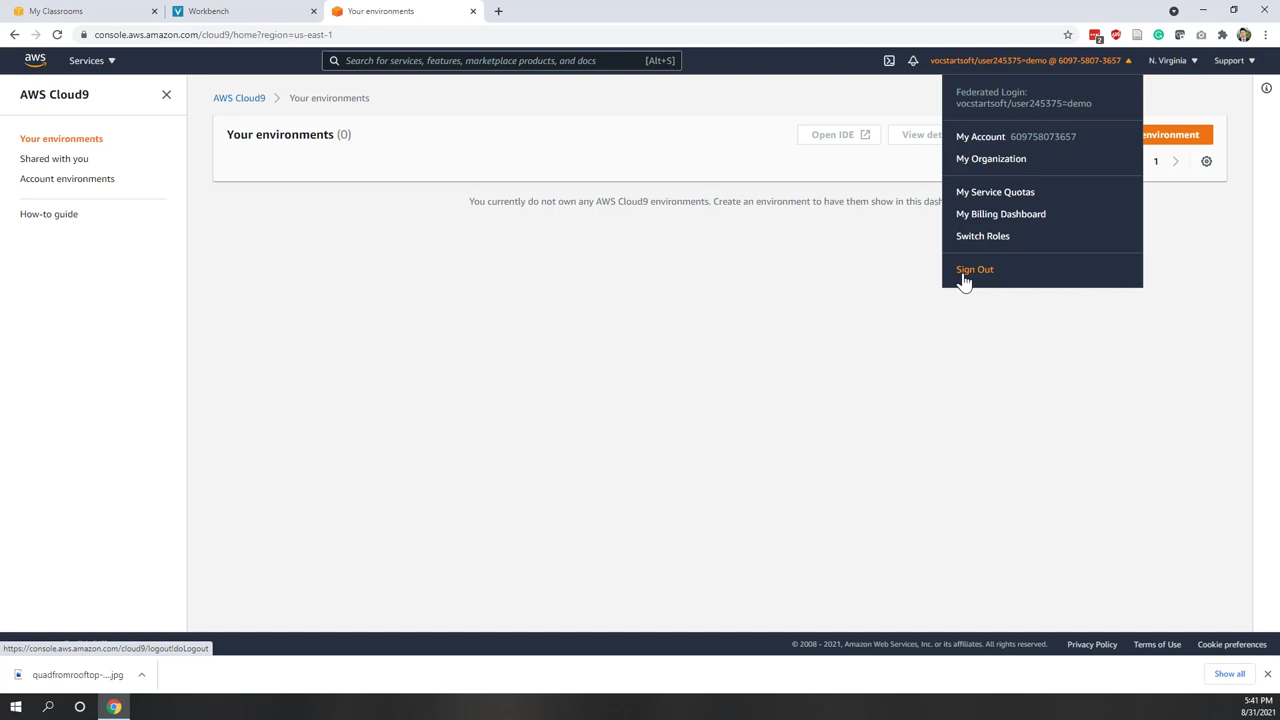 My Classrooms
Workbench
Your environments
console.aws.amazon.com/cloud9/home?region=us-east-1
2
aws
Services
Search for services, features, marketplace products, and docs
[Alt+S]
vocstartsoft/user245375=demo @ 6097-5807-3657
N. Virginia
Support
AWS Cloud9
Your environments
Shared with you
Account environments
How-to guide
AWS Cloud9
Your environments
Your environments (0)
Open IDE
View det
environment
1
You currently do not own any AWS Cloud9 environments. Create an environment to have them show in this das
Federated Login:
vocstartsoft/user245375=demo
My Account 609758073657
My Organization
My Service Quotas
My Billing Dashboard
Switch Roles
Sign Out
https://console.aws.amazon.com/cloud9/logout!doLogout
© 2008 - 2021, Amazon Web Services, Inc. or its affiliates. All rights reserved.
Privacy Policy
Terms of Use
Cookie preferences
quadfromrooftop-....jpg
Show all
5:41 PM
8/31/2021